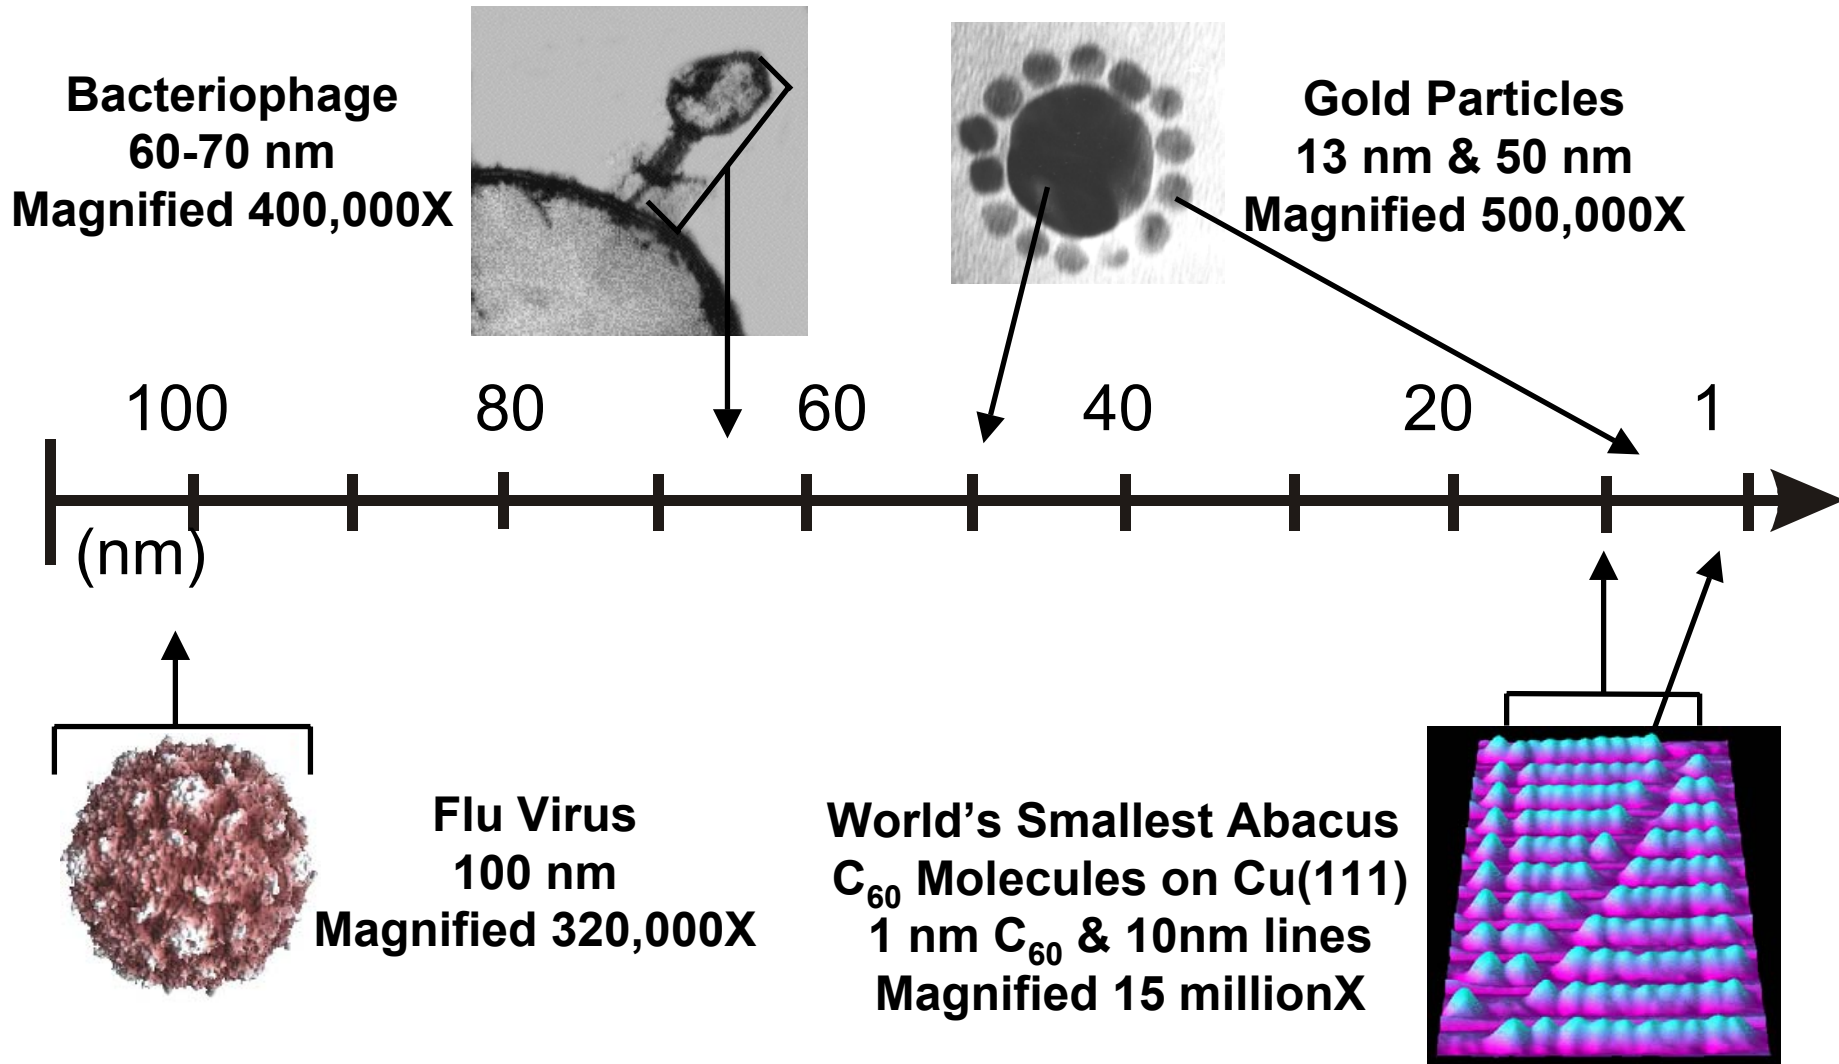 Bacteriophage
60-70 nm
Magnified 400,000X
Gold Particles
13 nm & 50 nm
Magnified 500,000X
100 80 60 40 20 1
(nm)
Flu Virus
100 nm
Magnified 320,000X
World’s Smallest Abacus
C60 Molecules on Cu(111)
1 nm C60 & 10nm lines
Magnified 15 millionX